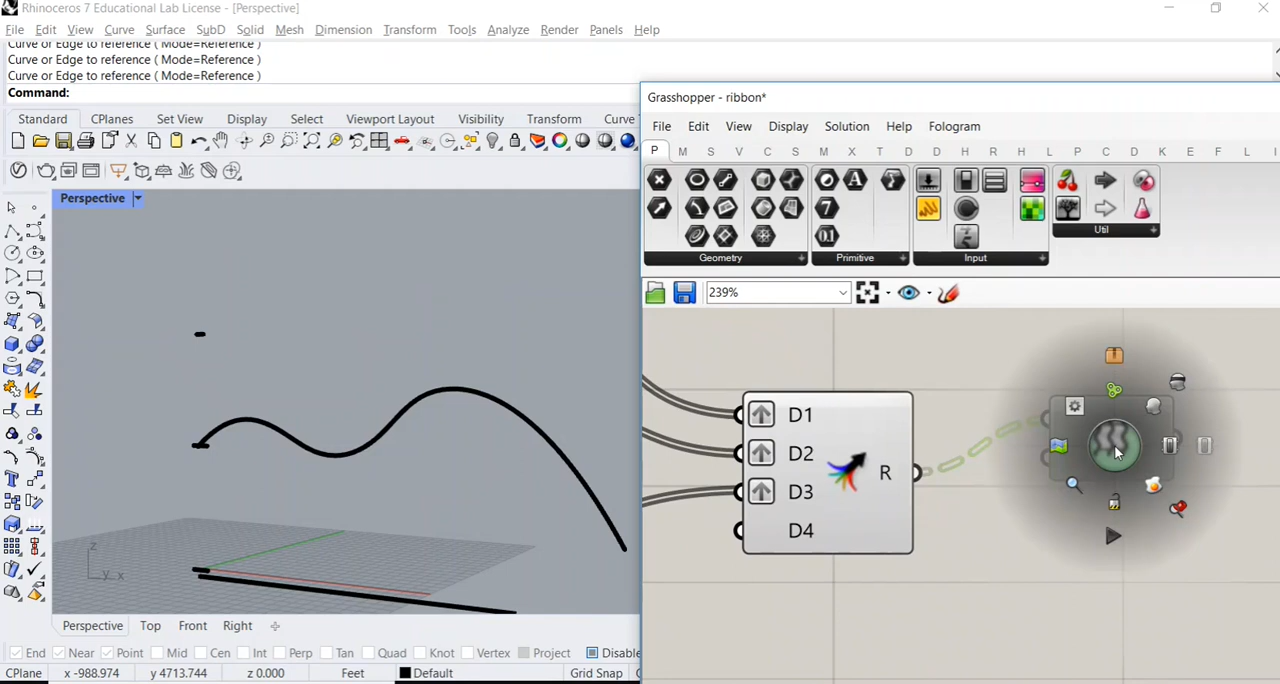 Rhinoceros 7 Educational Lab License - [Perspective]
File Edit View Curve Surface SubD Solid Mesh Dimension Transform Tools Analyze Render Panels Help
Curve or Edge to reference ( Mode=Reference )
Curve or Edge to reference ( Mode=Reference )
Curve or Edge to reference ( Mode=Reference )
Command:
Standard CPlanes Set View Display Select Viewport Layout Visibility Transform Curve
Perspective
z
y x
Perspective Top Front Right
End Near Point Mid Cen Int Perp Tan Quad Knot Vertex Project Disable
CPlane x -988.974 y 4713.744 z 0.000 Feet Default Grid Snap
Grasshopper - ribbon*
File Edit View Display Solution Help Fologram
P M S V C S M X T D D H R H L P C D K E F L I
Geometry Primitive Input Util
239%
D1
D2
D3
D4
R